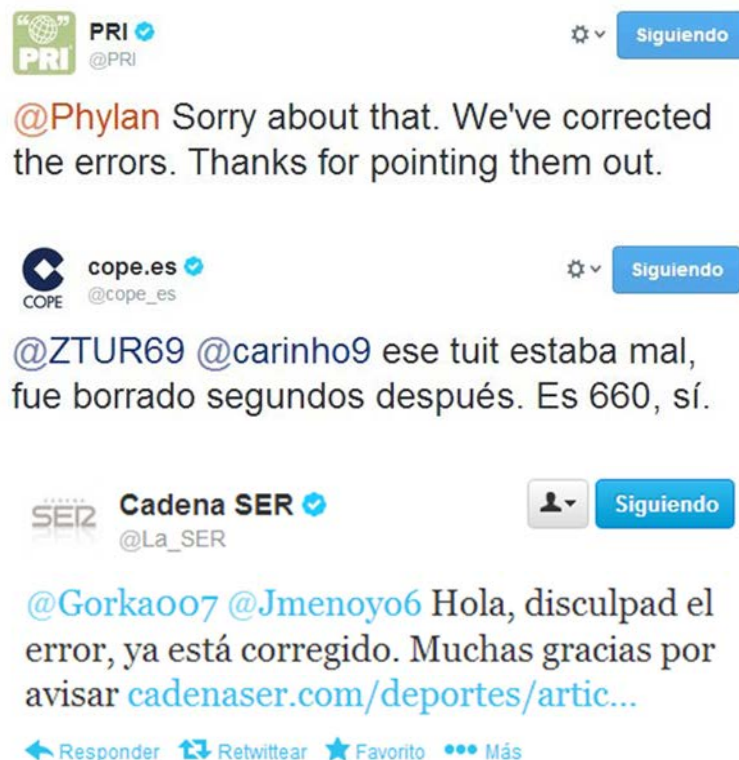 PRI
PRI
Siguiendo
@PRI
@Phylan Sorry about that. We've corrected
the errors. Thanks for pointing them out.
cope.es
Siguiendo
COPE
@cope_es
@ZTUR69 @carinho9 ese tuit estaba mal,
fue borrado segundos después. Es 660, sí.
SER
Cadena SER
Siguiendo
@La_SER
@Gorka007 @Jmenoyo6 Hola, disculpad el
error, ya está corregido. Muchas gracias por
avisar cadenaser.com/deportes/artic...
Responder Retwittear Favorito Más